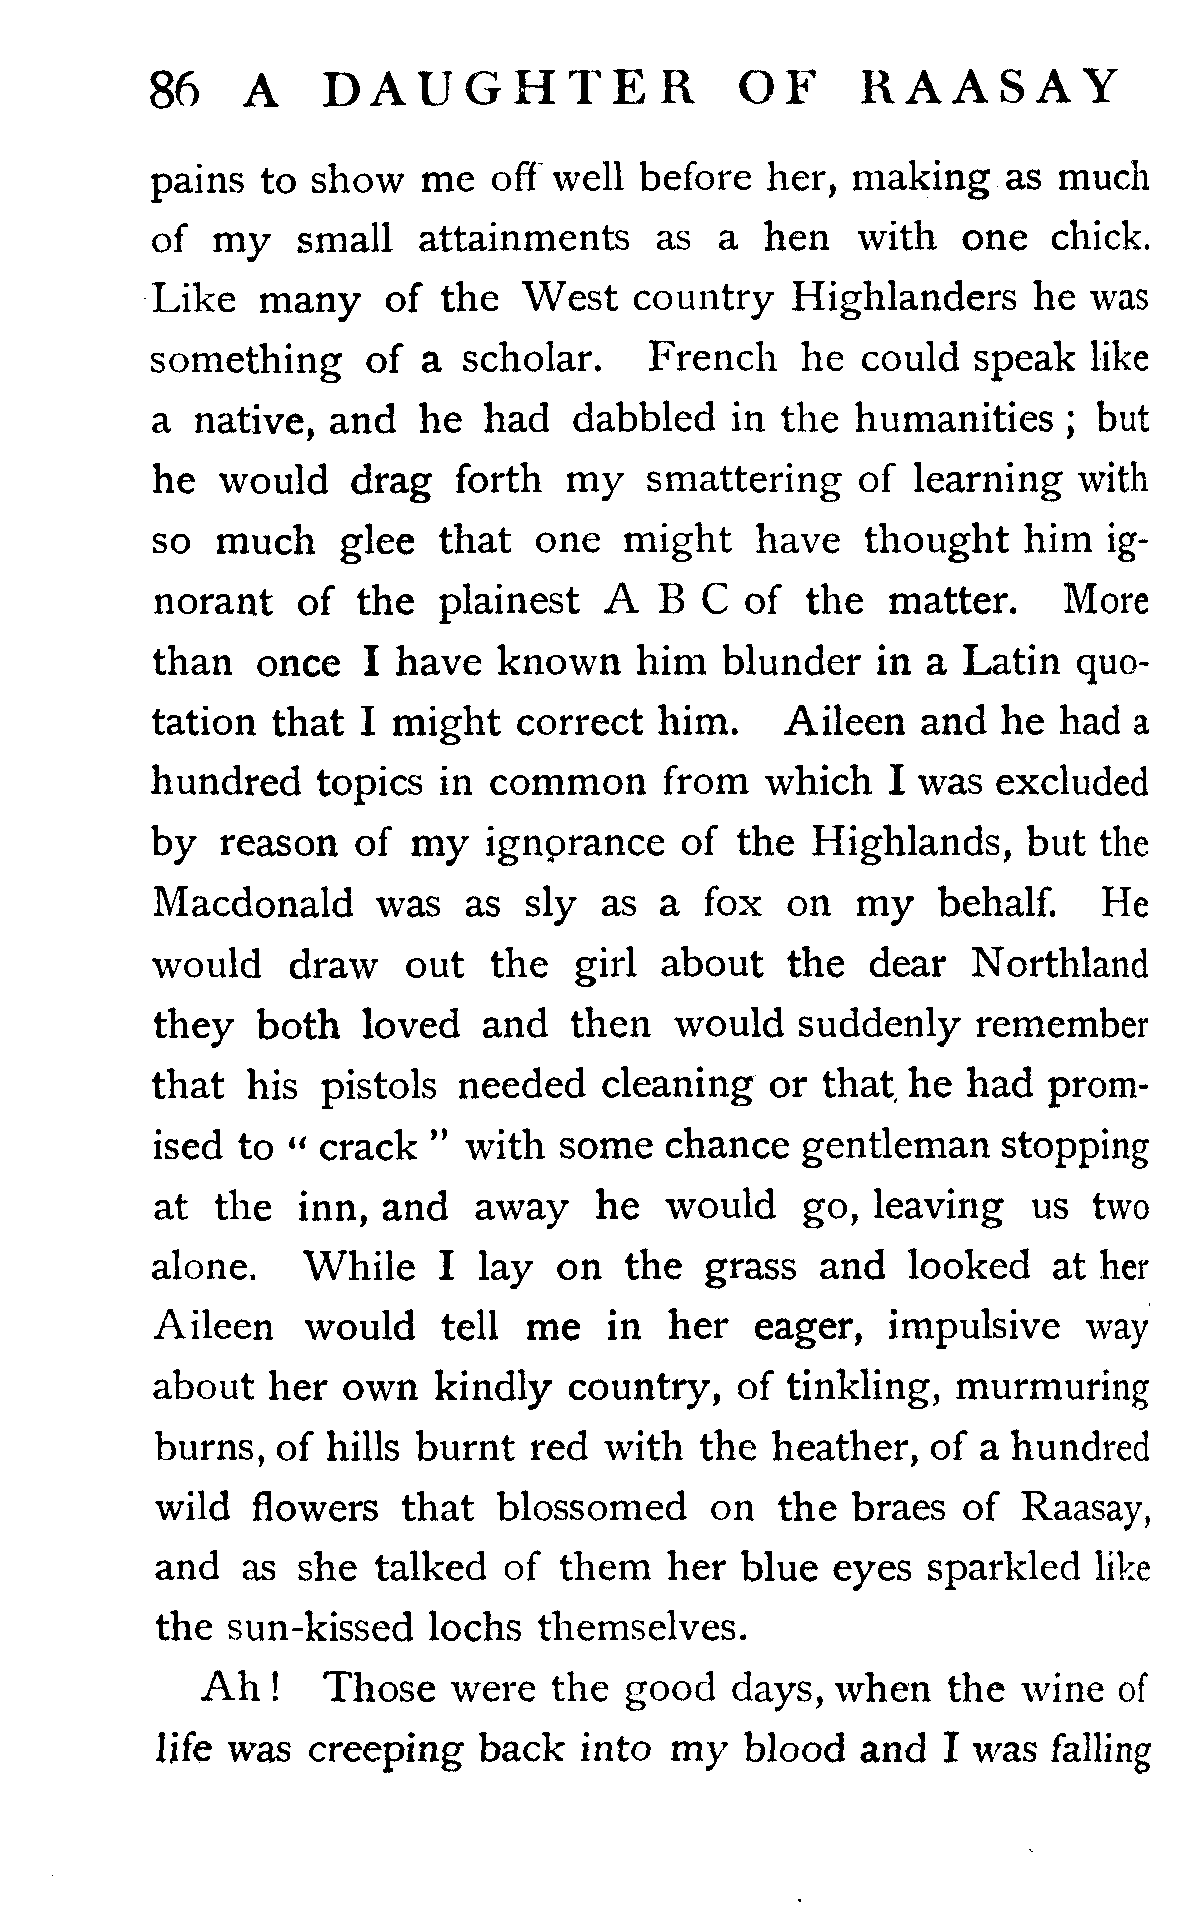 86 A DAUGHTER OF RAASAY
pains to show me off well before her, making as much
of my small attainments as a hen with one chick.
Like many of the West country Highlanders he was
something of a scholar. French he could speak like
a native, and he had dabbled in the humanities ; but
he would drag forth my smattering of learning with
so much glee that one might have thought him ig-
norant of the plainest A B C of the matter. More
than once I have known him blunder in a Latin quo-
tation that I might correct him. Aileen and he had a
hundred topics in common from which I was excluded
by reason of my ignorance of the Highlands, but the
Macdonald was as sly as a fox on my behalf. He
would draw out the girl about the dear Northland
they both loved and then would suddenly remember
that his pistols needed cleaning or that he had prom-
ised to “ crack ” with some chance gentleman stopping
at the inn, and away he would go, leaving us two
alone. While I lay on the grass and looked at her
Aileen would tell me in her eager, impulsive way
about her own kindly country, of tinkling, murmuring
burns, of hills burnt red with the heather, of a hundred
wild flowers that blossomed on the braes of Raasay,
and as she talked of them her blue eyes sparkled like
the sun-kissed lochs themselves.
Ah ! Those were the good days, when the wine of
life was creeping back into my blood and I was falling